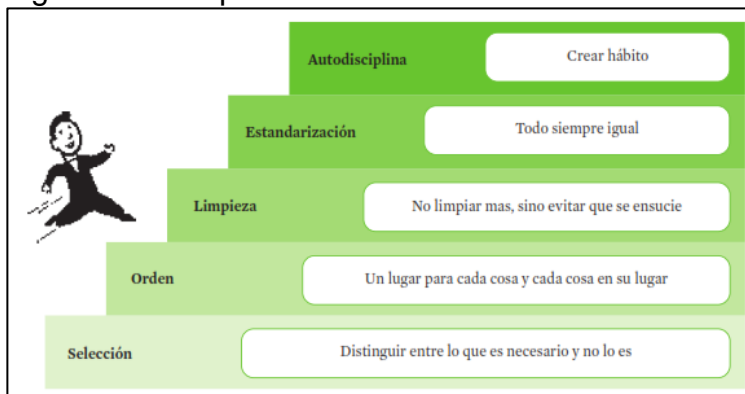 Autodisciplina
Crear hábito
Estandarización
Todo siempre igual
Limpieza
No limpiar mas, sino evitar que se ensucie
Orden
Un lugar para cada cosa y cada cosa en su lugar
Selección
Distinguir entre lo que es necesario y no lo es